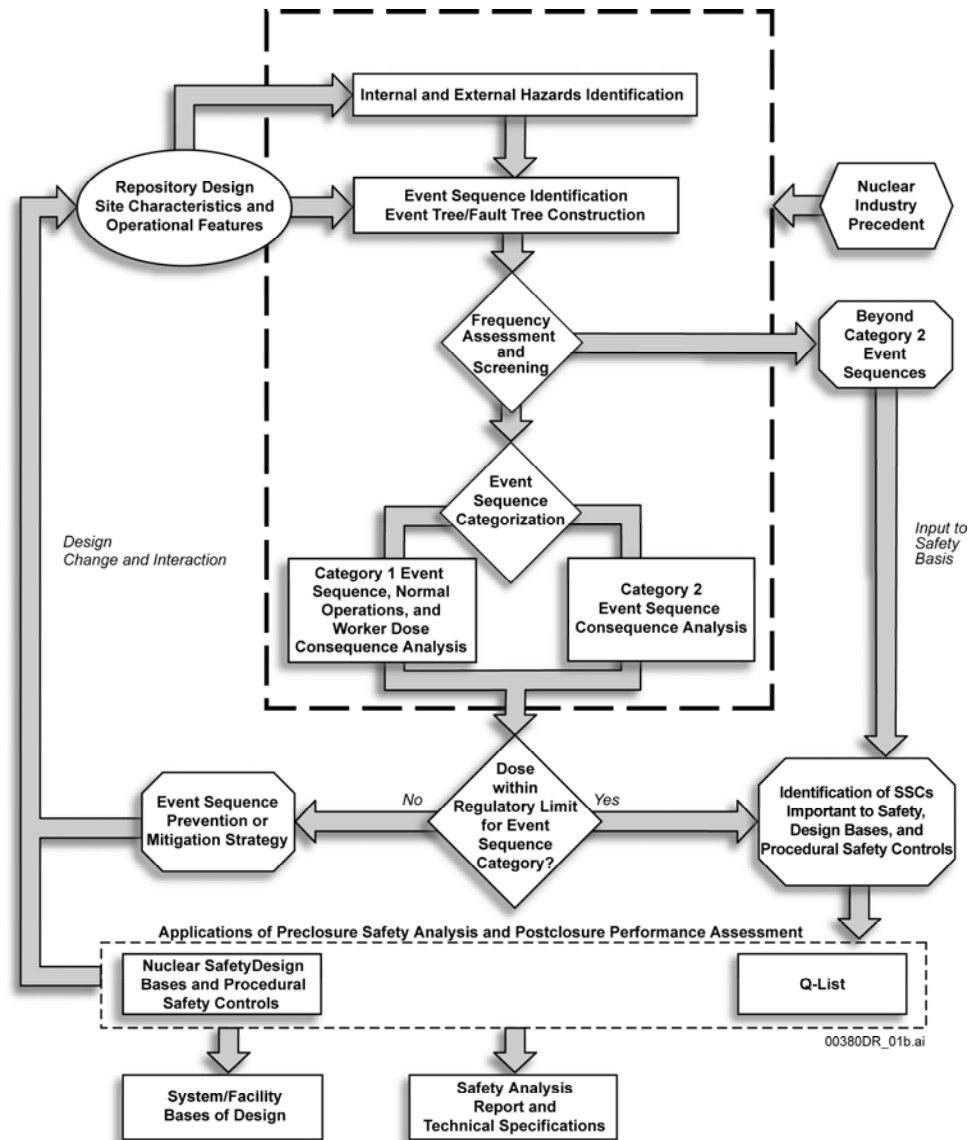 Internal and External Hazards Identification
Repository Design
Site Characteristics and
Operational Features
Event Sequence Identification
Event Tree/Fault Tree Construction
Nuclear
Industry
Precedent
Frequency
Assessment
and
Screening
Beyond
Category 2
Event
Sequences
Event
Sequence
Categorization
Design
Change and Interaction
Input to
Safety
Basis
Category 1 Event
Sequence, Normal
Operations, and
Worker Dose
Consequence Analysis
Category 2
Event Sequence
Consequence Analysis
Dose
within
Regulatory Limit
for Event
Sequence
Category?
No
Yes
Event Sequence
Prevention or
Mitigation Strategy
Identification of SSCs
Important to Safety,
Design Bases, and
Procedural Safety Controls
Applications of Preclosure Safety Analysis and Postclosure Performance Assessment
Nuclear SafetyDesign
Bases and Procedural
Safety Controls
Q-List
00380DR_01b.ai
System/Facility
Bases of Design
Safety Analysis
Report and
Technical Specifications